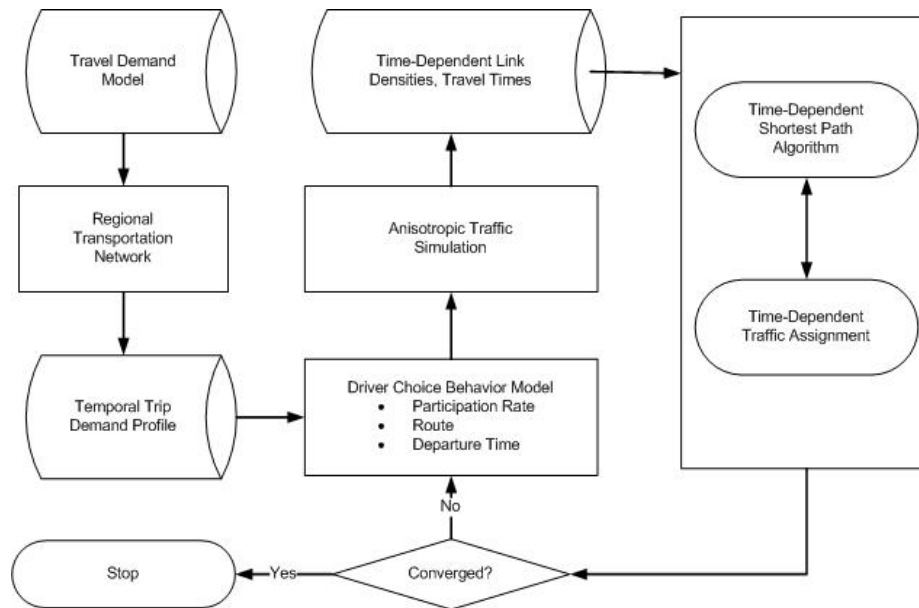 Travel Demand
Model
Time-Dependent Link
Densities, Travel Times
Time-Dependent
Shortest Path
Algorithm
Regional
Transportation
Network
Anisotropic Traffic
Simulation
Time-Dependent
Traffic Assignment
Temporal Trip
Demand Profile
Driver Choice Behavior Model
• Participation Rate
• Route
• Departure Time
No
Stop
Yes
Converged?